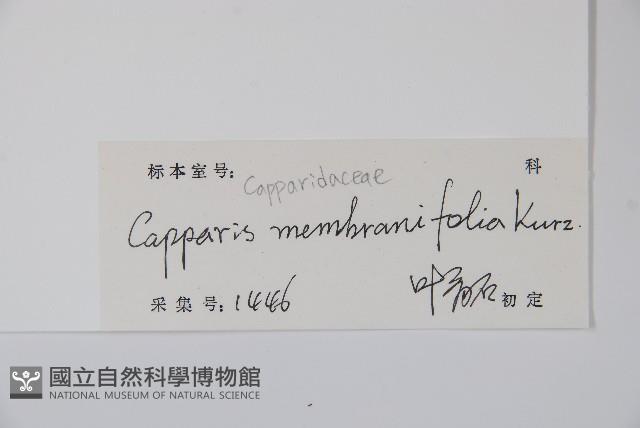 标本室号: 科
Capparidaceae
Capparis membranifolia Kurz.
采集号: 1446 叶 初定
國立自然科學博物館
NATIONAL MUSEUM OF NATURAL SCIENCE